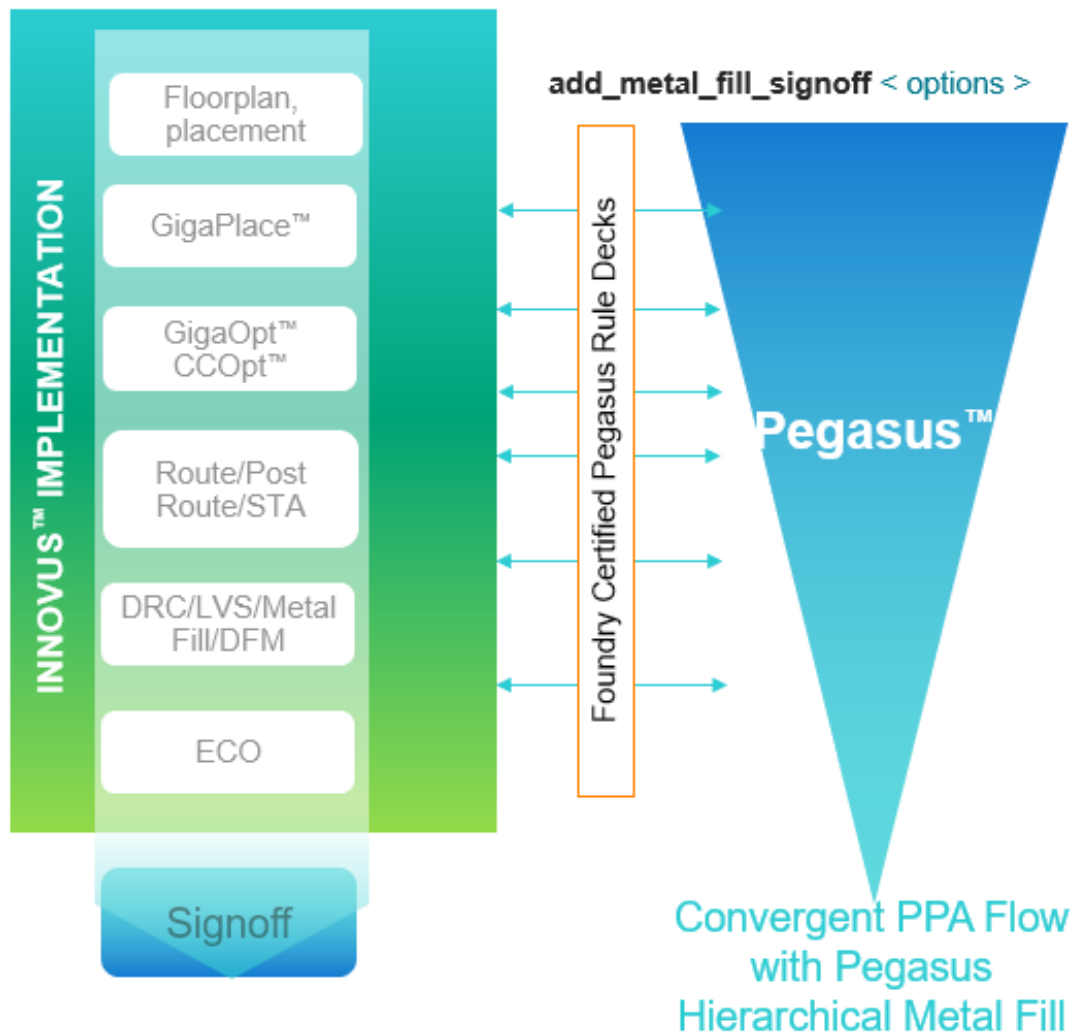 INNOVUS™ IMPLEMENTATION
Floorplan,
placement
GigaPlace™
GigaOpt™
CCOpt™
Route/Post
Route/STA
DRC/LVS/Metal
Fill/DFM
ECO
Signoff
add_metal_fill_signoff < options >
Foundry Certified Pegasus Rule Decks
Pegasus™
Convergent PPA Flow
with Pegasus
Hierarchical Metal Fill